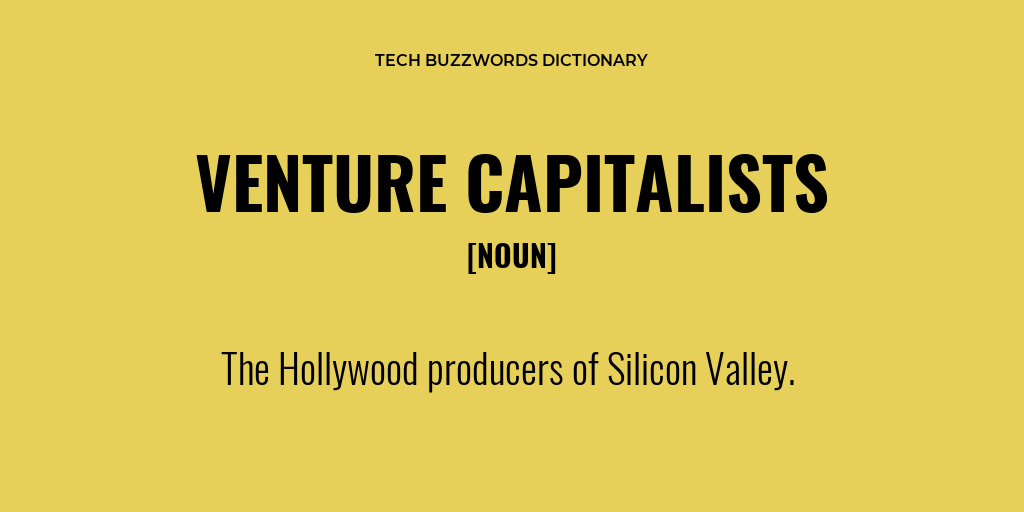 TECH BUZZWORDS DICTIONARY
VENTURE CAPITALISTS
[NOUN]
The Hollywood producers of Silicon Valley.